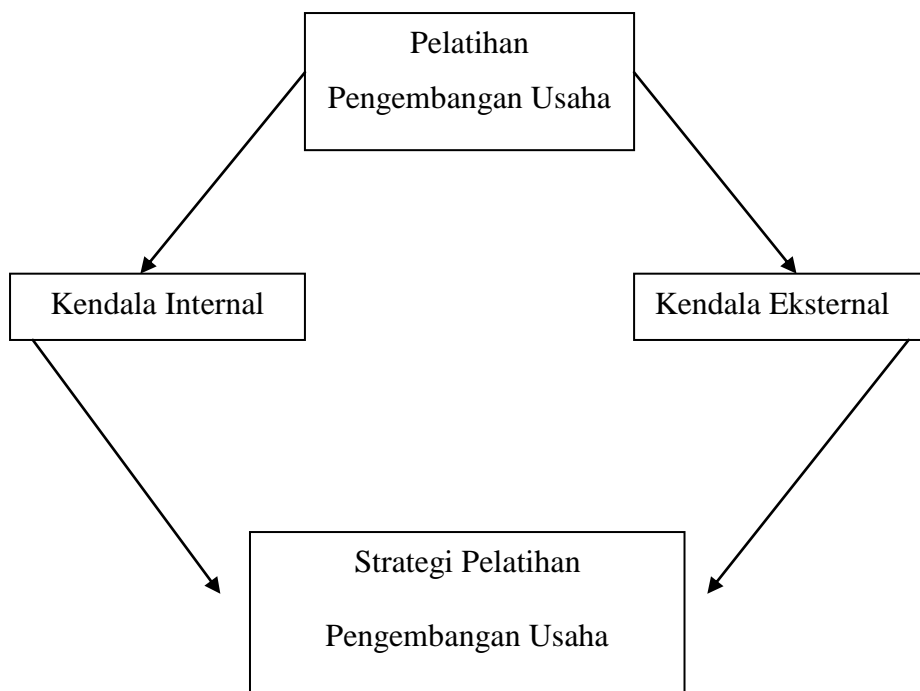 Pelatihan
Pengembangan Usaha
Kendala Internal
Kendala Eksternal
Strategi Pelatihan
Pengembangan Usaha